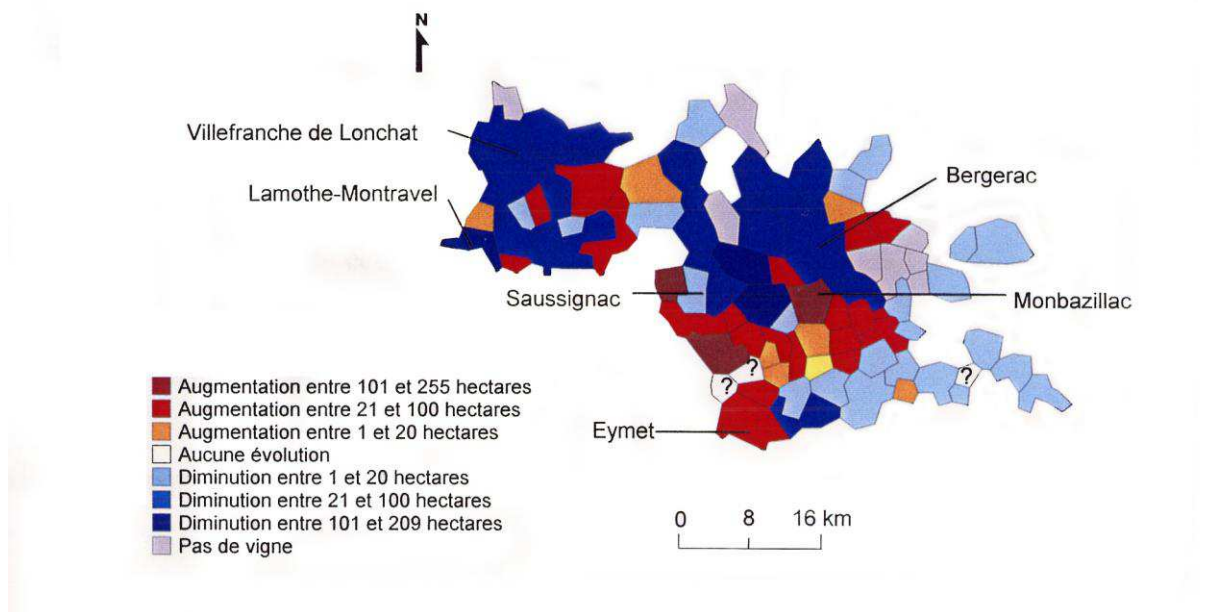 N
Villefranche de Lonchat
Lamothe-Montravel
Bergerac
Saussignac
Monbazillac
?
?
?
Augmentation entre 101 et 255 hectares
Augmentation entre 21 et 100 hectares
Augmentation entre 1 et 20 hectares
Aucune évolution
Diminution entre 1 et 20 hectares
Diminution entre 21 et 100 hectares
Diminution entre 101 et 209 hectares
Pas de vigne
Eymet
0 8 16 km